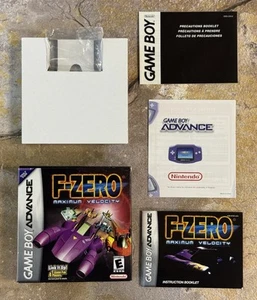 GAME BOY
PRECAUTIONS BOOKLET
PRÉCAUTIONS À PRENDRE
FOLLETO DE PRECAUCIONES
GAME BOY
ADVANCE
Nintendo
GAME BOY ADVANCE
F-ZERO
MAXIMUM VELOCITY
E
GAME BOY ADVANCE
F-ZERO
MAXIMUM VELOCITY
INSTRUCTION BOOKLET